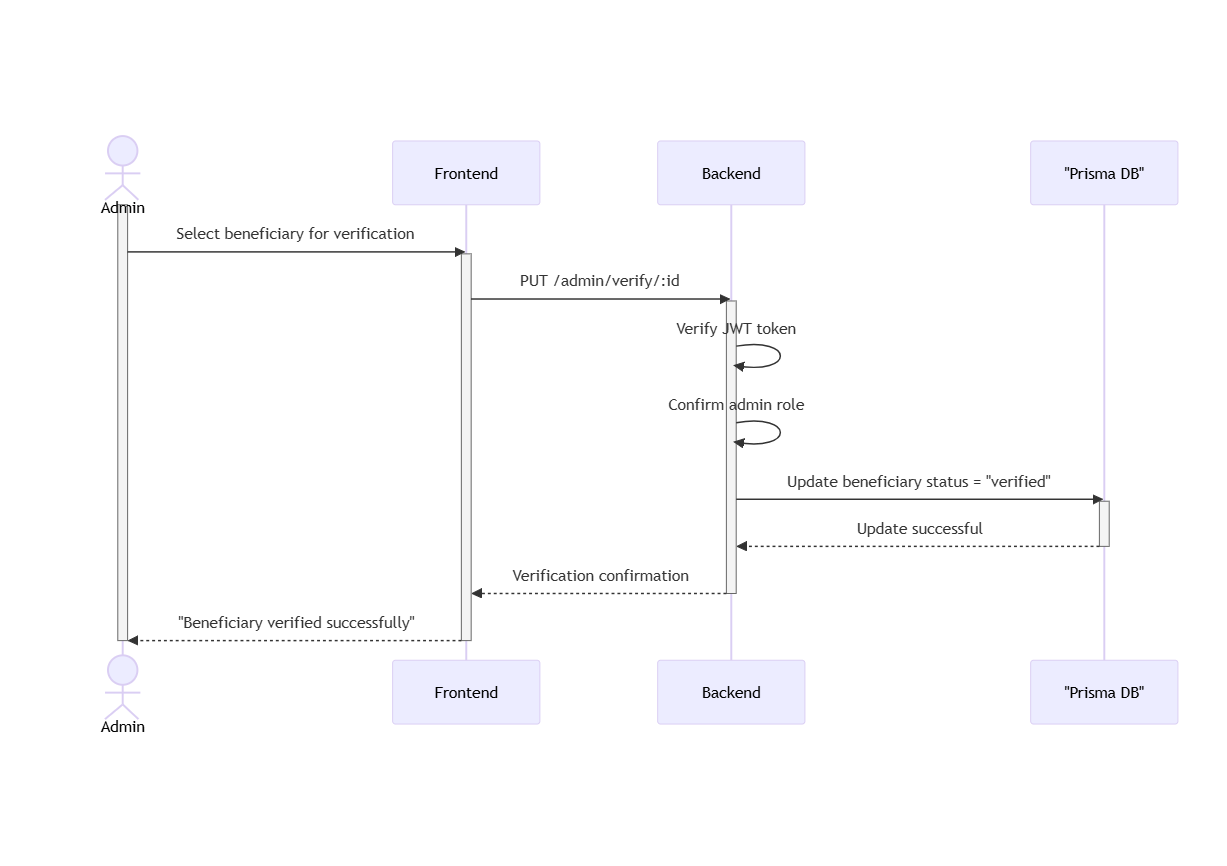 Admin
Frontend
Backend
"Prisma DB"
Select beneficiary for verification
PUT /admin/verify/:id
Verify JWT token
Confirm admin role
Update beneficiary status = "verified"
Update successful
Verification confirmation
"Beneficiary verified successfully"
Admin
Frontend
Backend
"Prisma DB"